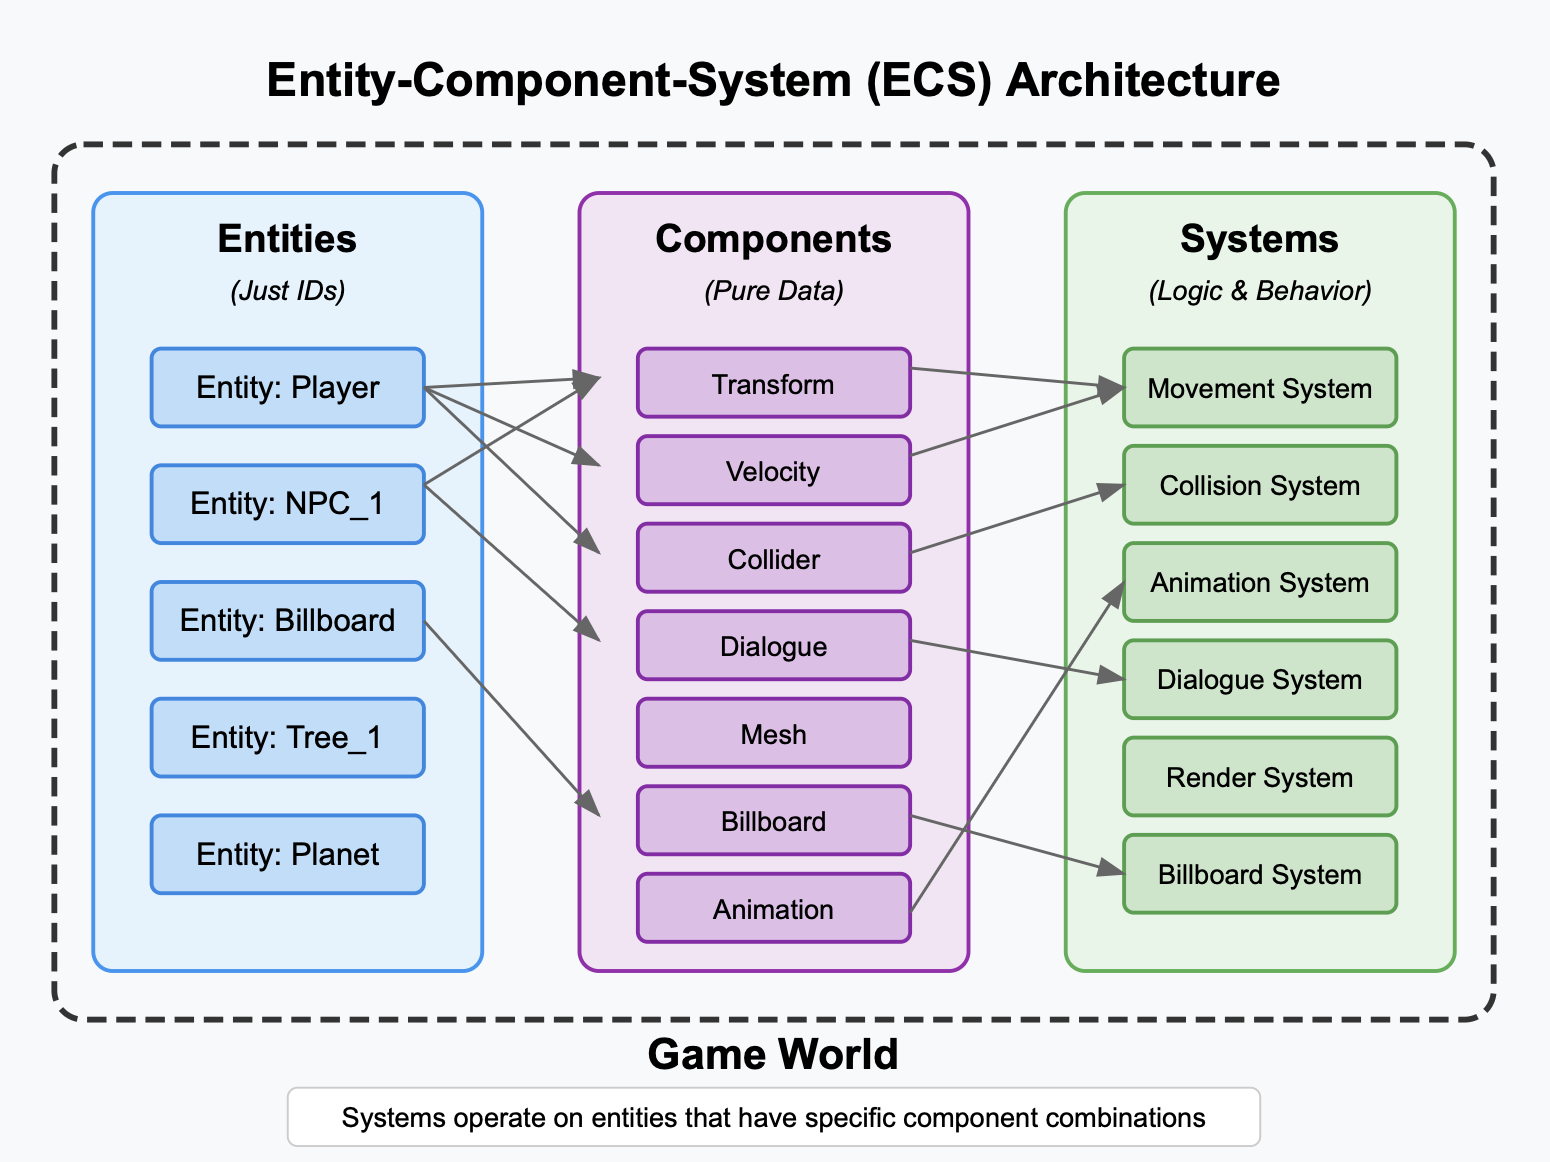 Entity-Component-System (ECS) Architecture
Entities
(Just IDs)
Entity: Player
Entity: NPC_1
Entity: Billboard
Entity: Tree_1
Entity: Planet
Components
(Pure Data)
Transform
Velocity
Collider
Dialogue
Mesh
Billboard
Animation
Systems
(Logic & Behavior)
Movement System
Collision System
Animation System
Dialogue System
Render System
Billboard System
Game World
Systems operate on entities that have specific component combinations